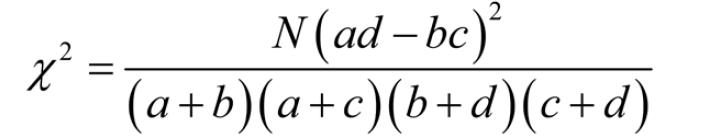 χ² = N(ad − bc)² / (a+b)(a+c)(b+d)(c+d)